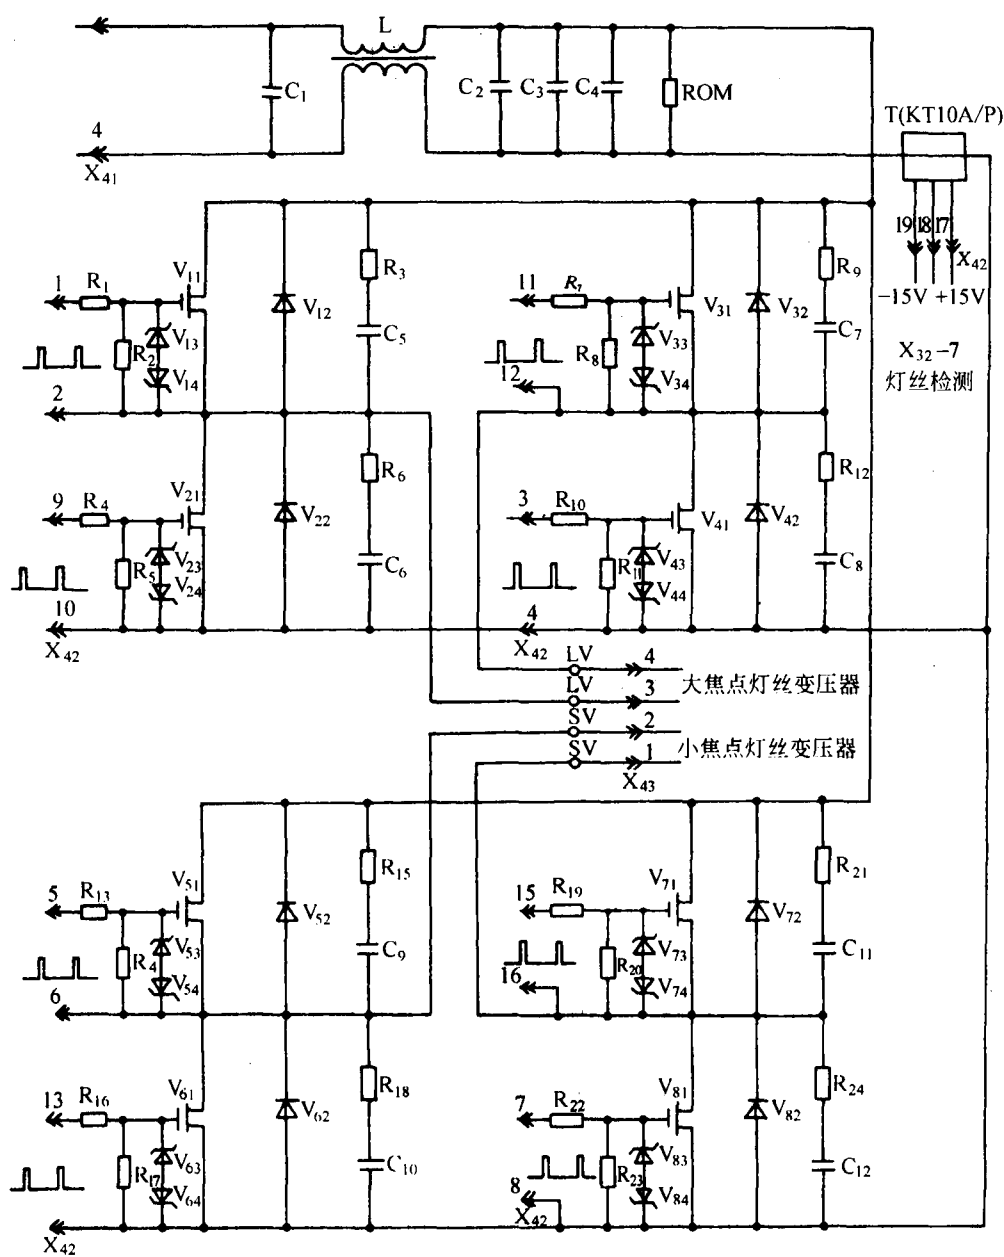 L
C1
C2
C3
C4
ROM
T(KT10A/P)
4
X41
19
18
17
X42
-15V +15V
X32-7
灯丝检测
1
R1
V11
R2
V13
V14
V12
R3
C5
2
11
R7
R8
V31
V33
V34
V32
R9
C7
12
9
R4
V21
R5
V23
V24
V22
R6
C6
10
X42
3
R10
R11
V41
V43
V44
V42
R12
C8
4
X42
LV
4
LV
3
大焦点灯丝变压器
SV
2
SV
1
小焦点灯丝变压器
X43
5
R13
V51
R4
V53
V54
V52
R15
C9
6
15
R19
V71
R20
V73
V74
V72
R21
C11
16
13
R16
V61
R17
V63
V64
V62
R18
C10
X42
7
R22
V81
R23
V83
V84
V82
R24
C12
8
X42